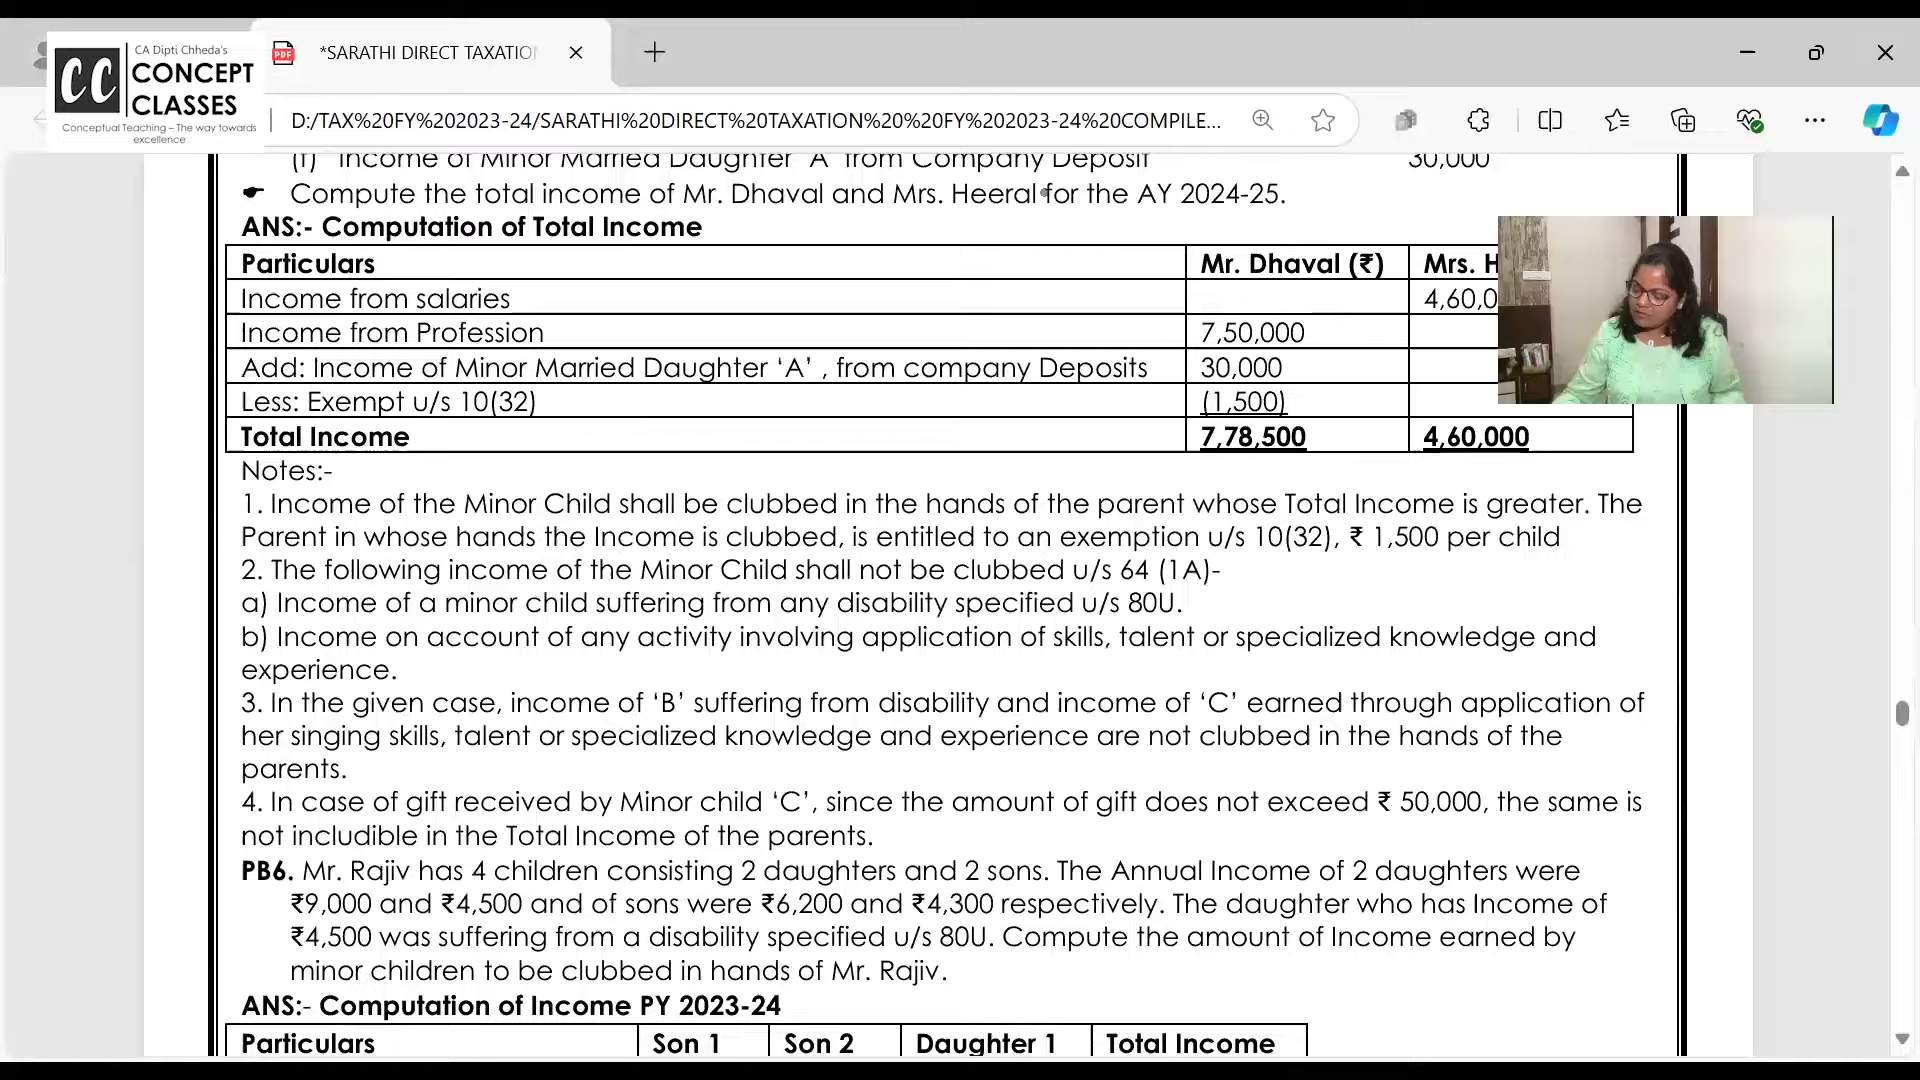 CA Dipti Chheda's
CC CONCEPT
CLASSES
Conceptual Teaching – The way towards
excellence
PDF *SARATHI DIRECT TAXATIO
D:/TAX%20FY%202023-24/SARATHI%20DIRECT%20TAXATION%20%20FY%202023-24%20COMPILE...
(f) Income of Minor Married Daughter 'A' from Company Deposit 30,000
Compute the total income of Mr. Dhaval and Mrs. Heeral for the AY 2024-25.
ANS:- Computation of Total Income
Particulars Mr. Dhaval (₹) Mrs. H
Income from salaries 4,60,0
Income from Profession 7,50,000
Add: Income of Minor Married Daughter ‘A’ , from company Deposits 30,000
Less: Exempt u/s 10(32) (1,500)
Total Income 7,78,500 4,60,000
Notes:-
1. Income of the Minor Child shall be clubbed in the hands of the parent whose Total Income is greater. The
Parent in whose hands the Income is clubbed, is entitled to an exemption u/s 10(32), ₹ 1,500 per child
2. The following income of the Minor Child shall not be clubbed u/s 64 (1A)-
a) Income of a minor child suffering from any disability specified u/s 80U.
b) Income on account of any activity involving application of skills, talent or specialized knowledge and
experience.
3. In the given case, income of ‘B’ suffering from disability and income of ‘C’ earned through application of
her singing skills, talent or specialized knowledge and experience are not clubbed in the hands of the
parents.
4. In case of gift received by Minor child ‘C’, since the amount of gift does not exceed ₹ 50,000, the same is
not includible in the Total Income of the parents.
PB6. Mr. Rajiv has 4 children consisting 2 daughters and 2 sons. The Annual Income of 2 daughters were
₹9,000 and ₹4,500 and of sons were ₹6,200 and ₹4,300 respectively. The daughter who has Income of
₹4,500 was suffering from a disability specified u/s 80U. Compute the amount of Income earned by
minor children to be clubbed in hands of Mr. Rajiv.
ANS:- Computation of Income PY 2023-24
Particulars Son 1 Son 2 Daughter 1 Total Income